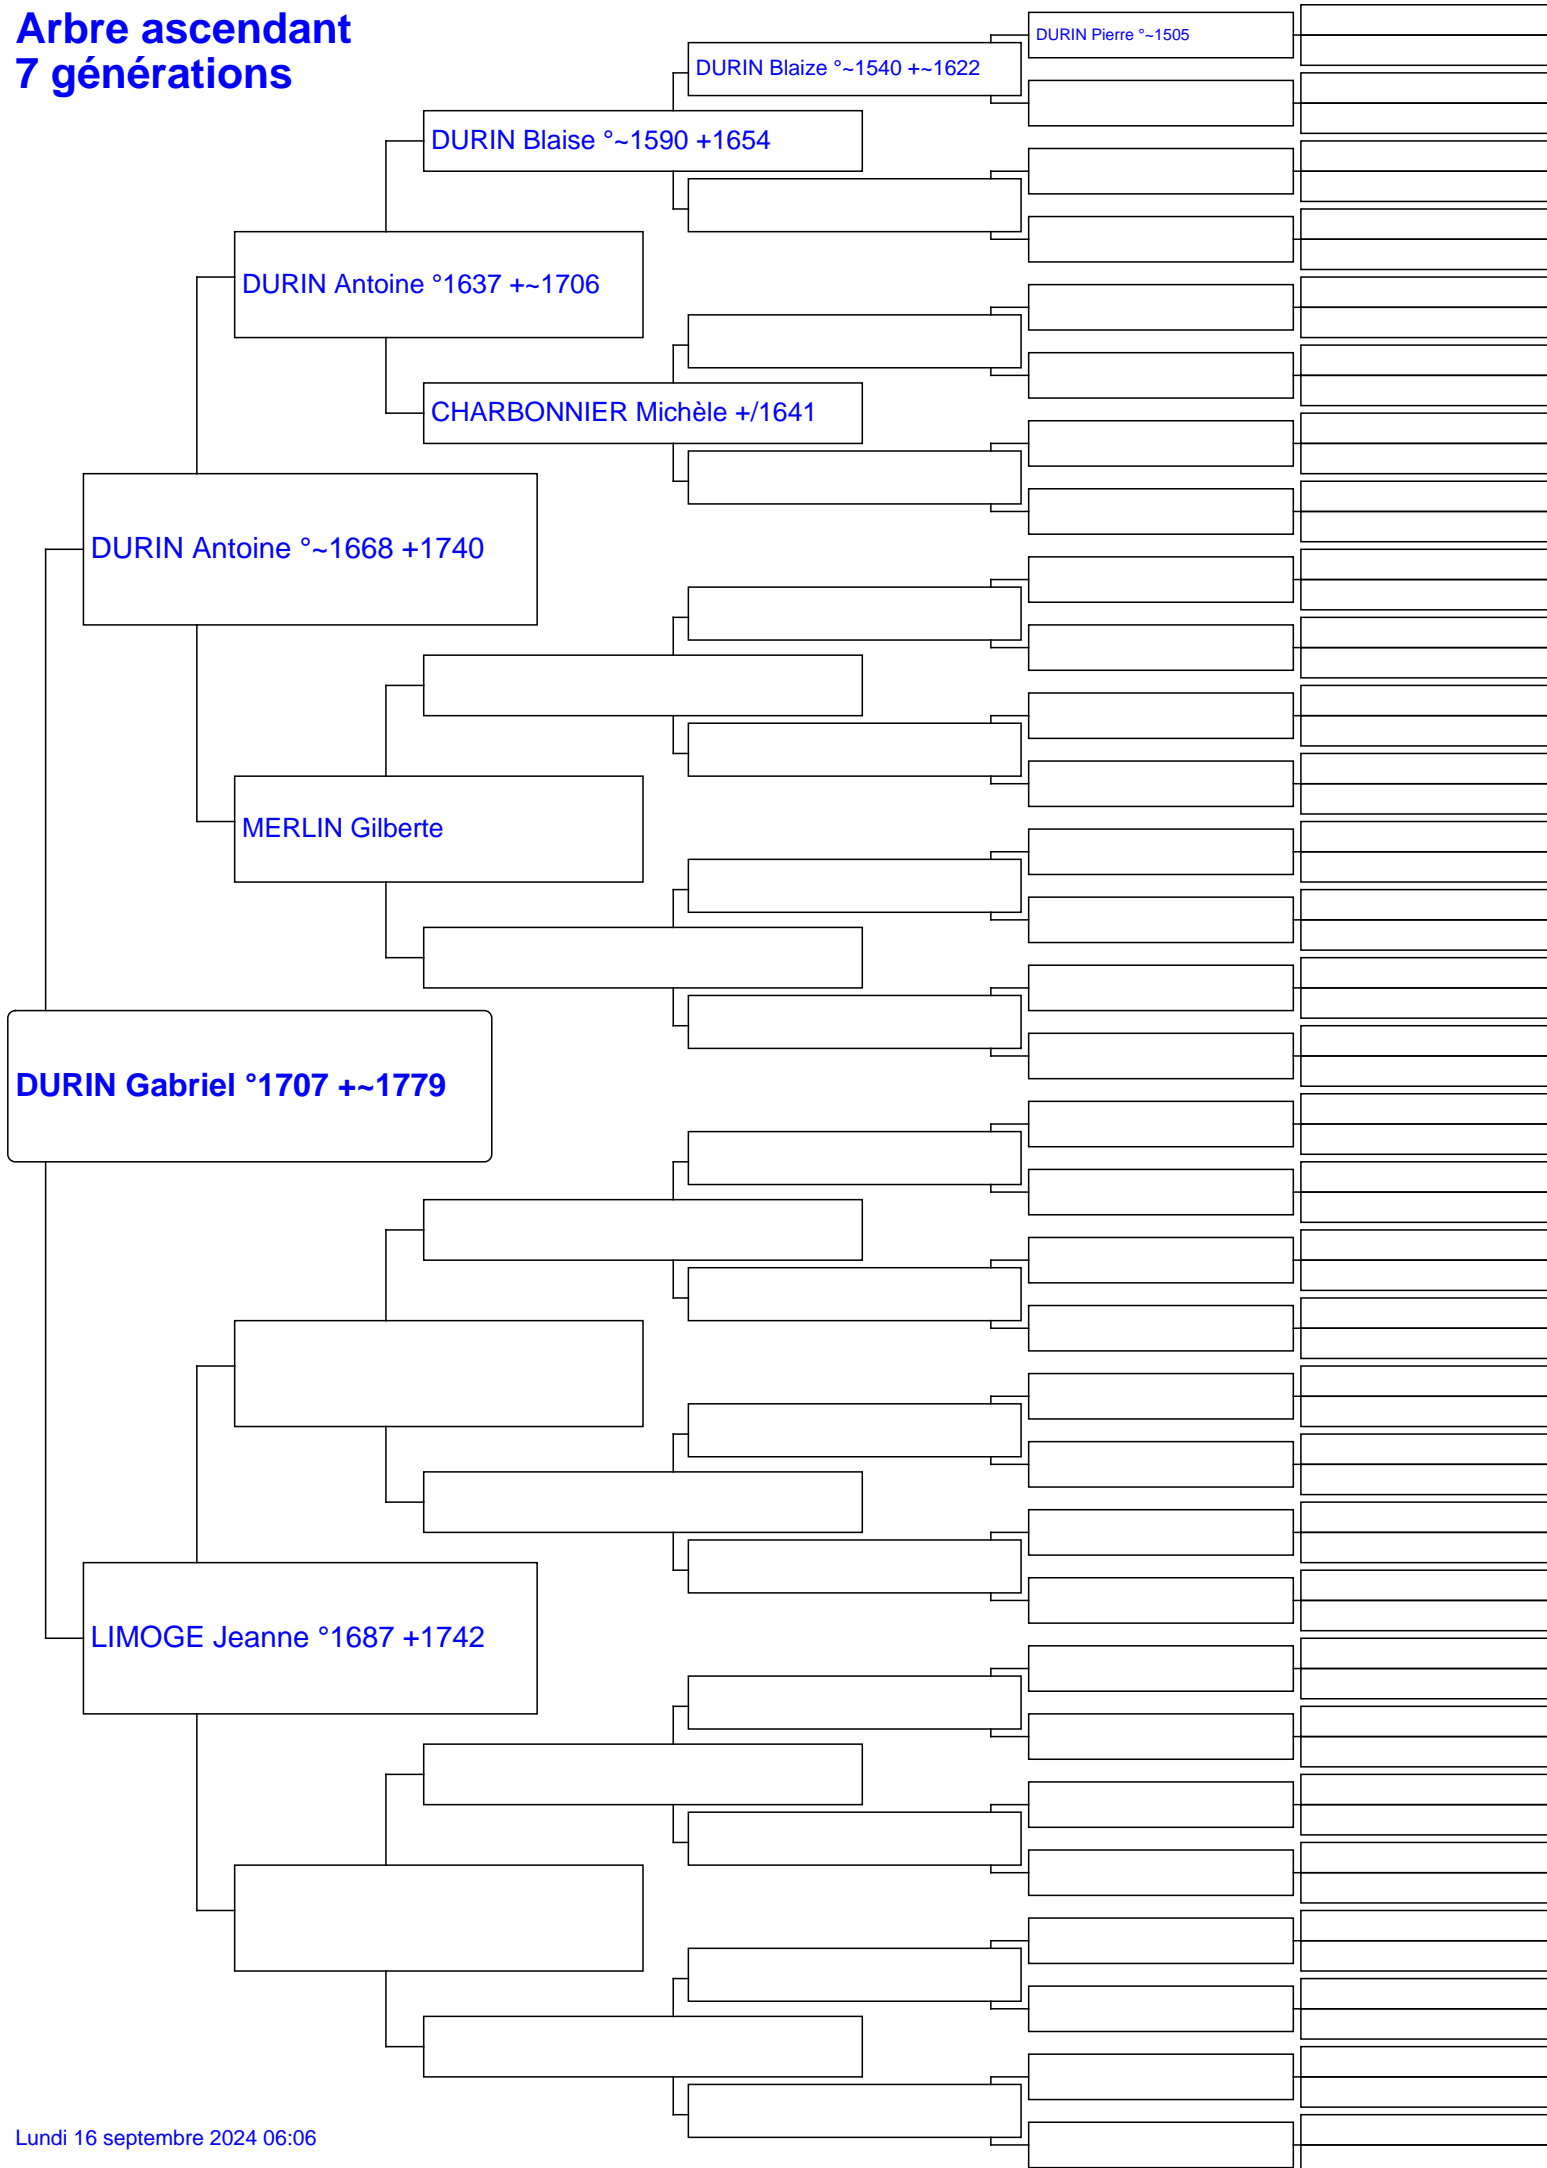 Arbre ascendant
7 générations
DURIN Pierre °~1505
DURIN Blaize °~1540 +~1622
DURIN Blaise °~1590 +1654
DURIN Antoine °1637 +~1706
CHARBONNIER Michèle +/1641
DURIN Antoine °~1668 +1740
MERLIN Gilberte
DURIN Gabriel °1707 +~1779
LIMOGE Jeanne °1687 +1742
Lundi 16 septembre 2024 06:06